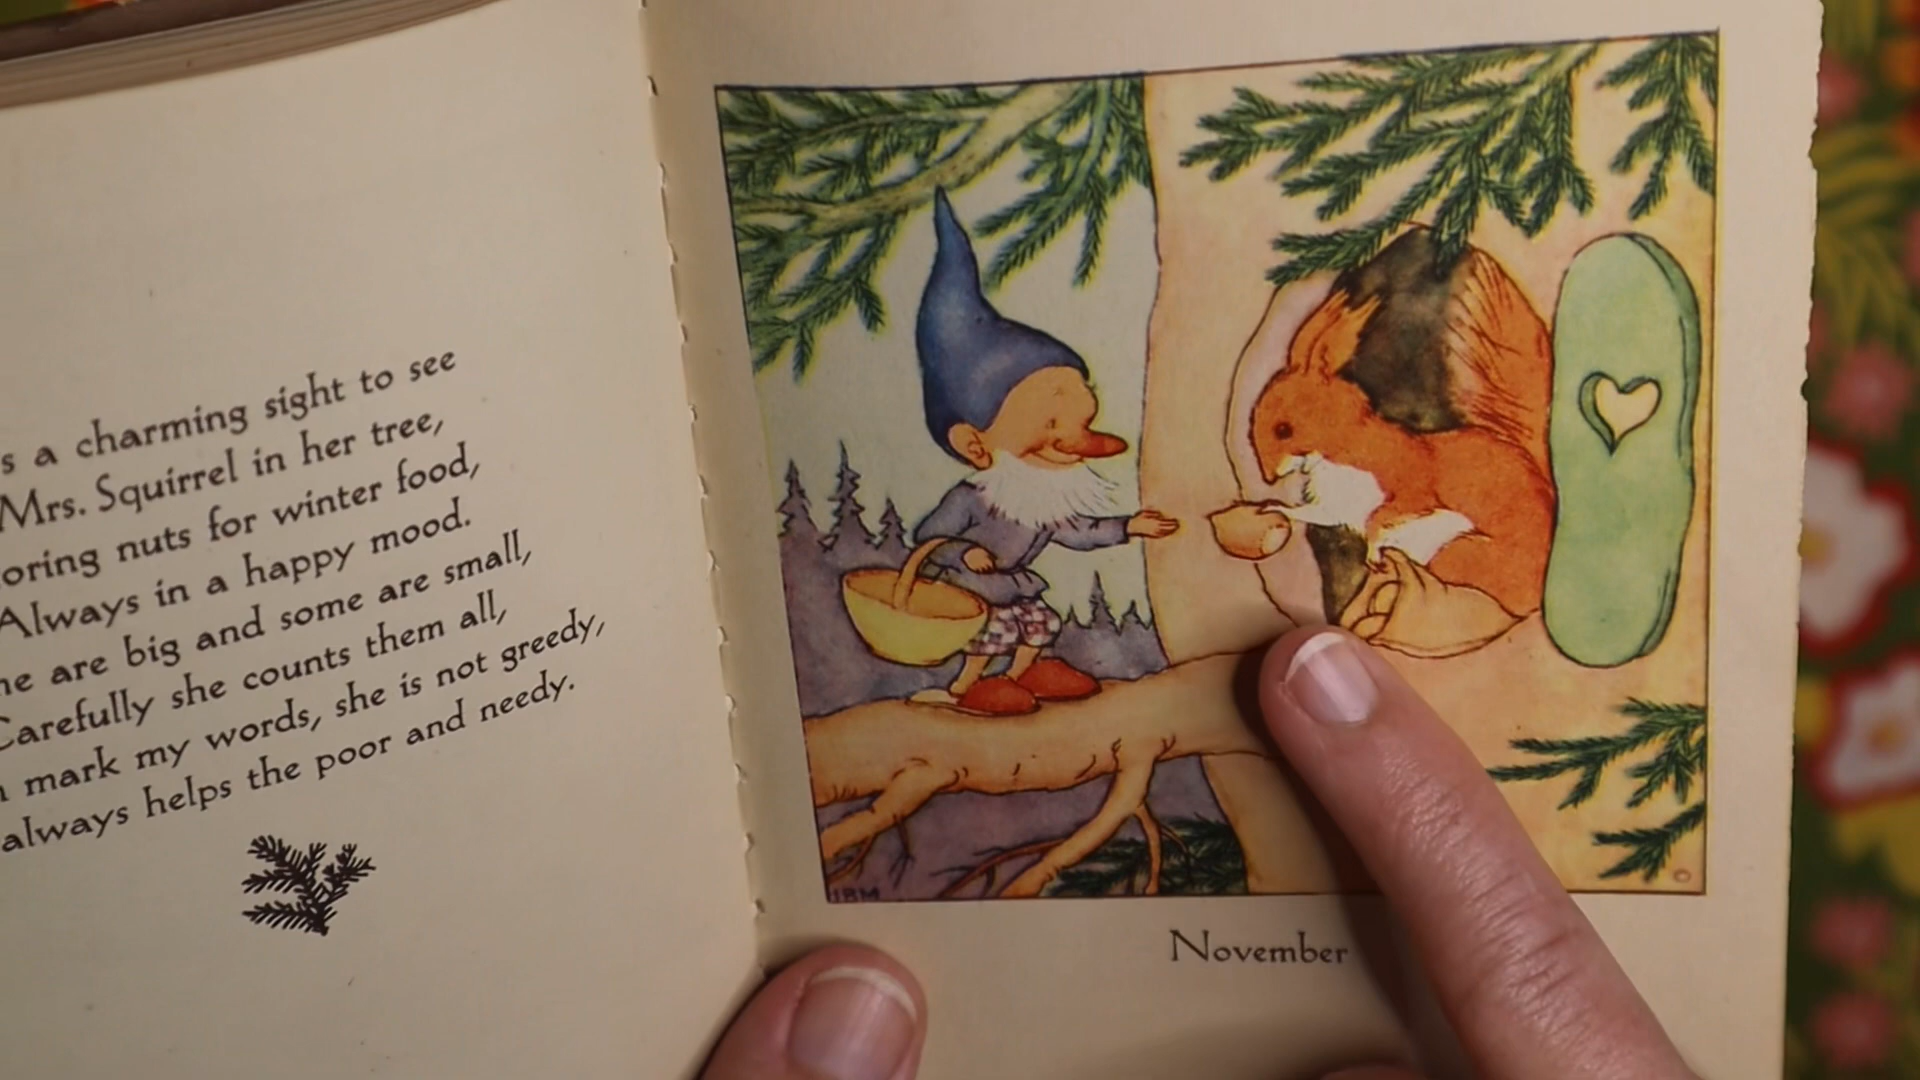 s a charming sight to see
Mrs. Squirrel in her tree,
oring nuts for winter food,
Always in a happy mood.
me are big and some are small,
Carefully she counts them all,
mark my words, she is not greedy,
always helps the poor and needy.
IBM
November